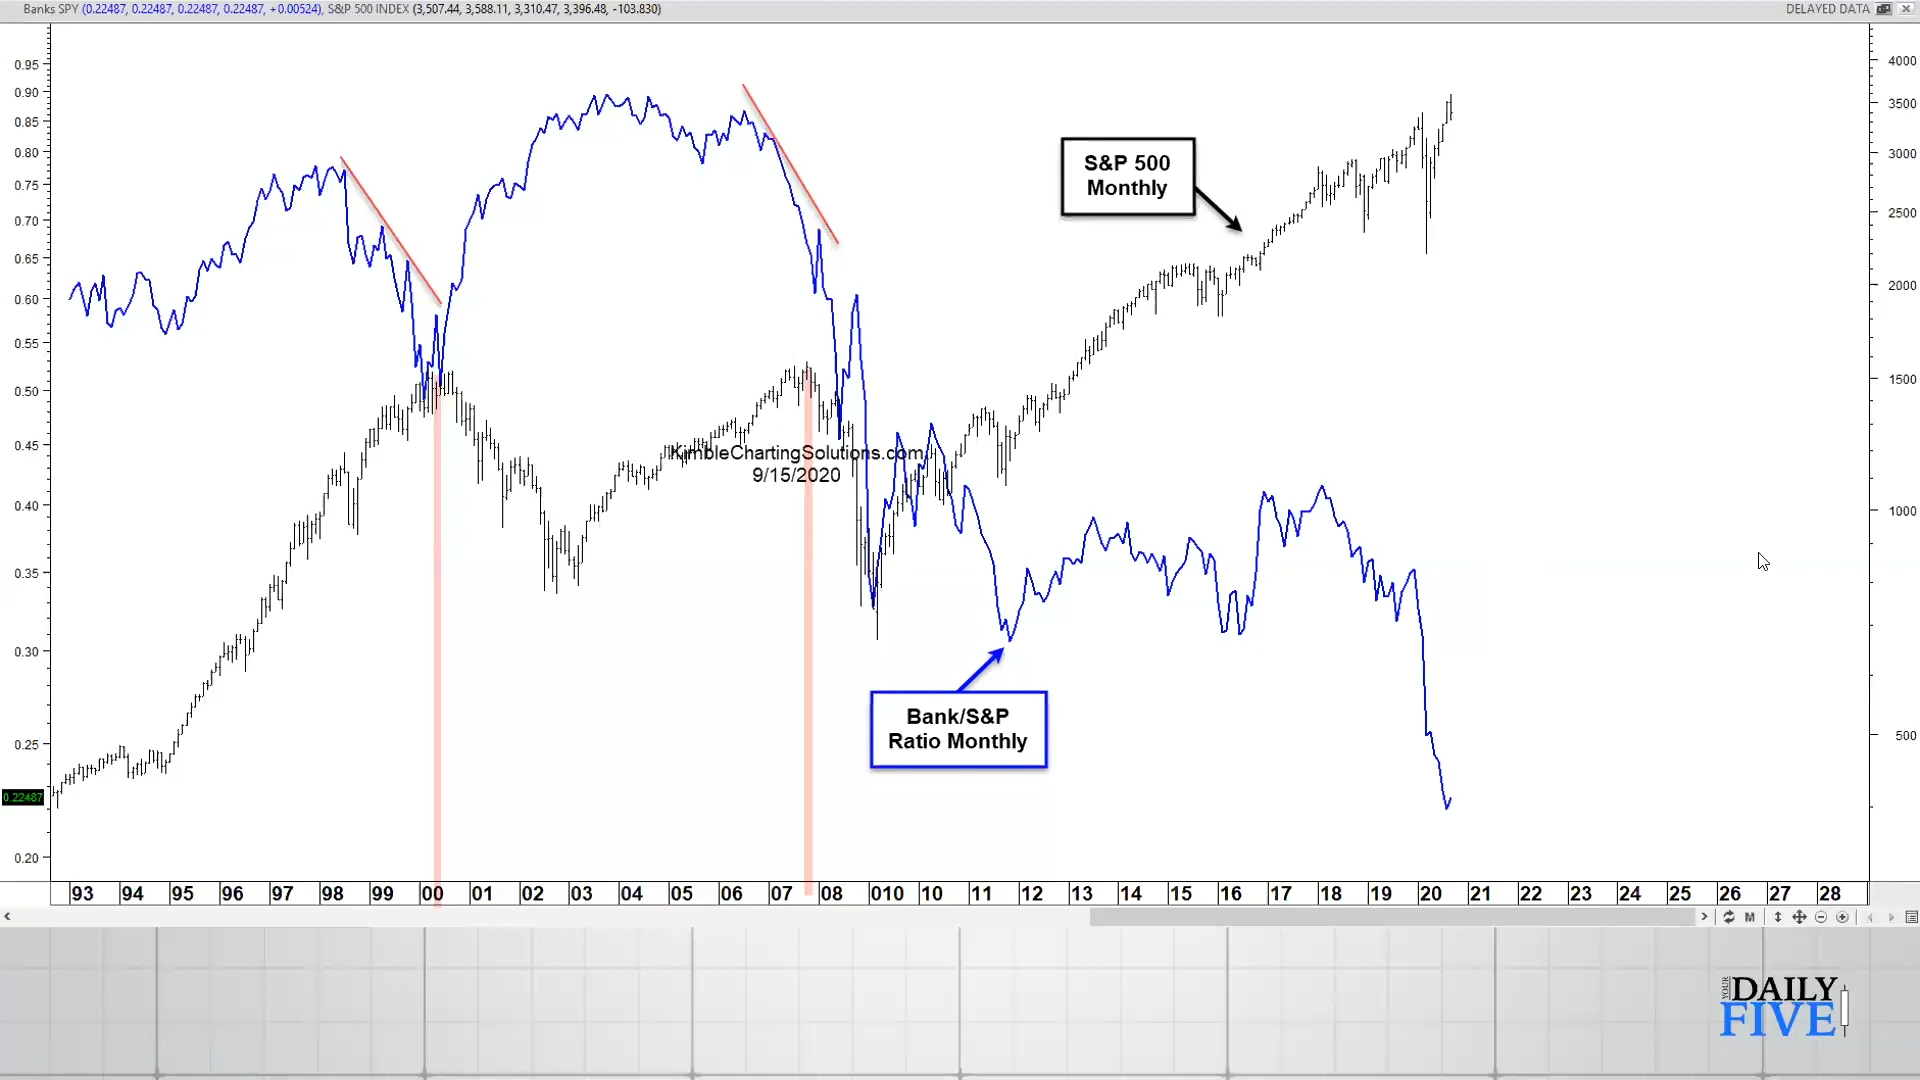 Banks SPY (0.22487, 0.22487, 0.22487, 0.22487, +0.00524), S&P 500 INDEX (3,507.44, 3,588.11, 3,310.47, 3,396.48, -103.830)
DELAYED DATA
0.95
0.90
0.85
0.80
0.75
0.70
0.65
0.60
0.55
0.50
0.45
0.40
0.35
0.30
0.25
0.22487
0.20
4000
3500
3000
2500
2000
1500
1000
500
S&P 500
Monthly
KimbleChartingSolutions.com
9/15/2020
Bank/S&P
Ratio Monthly
93 94 95 96 97 98 99 00 01 02 03 04 05 06 07 08 010 10 11 12 13 14 15 16 17 18 19 20 21 22 23 24 25 26 27 28
M
YOUR
DAILY
FIVE